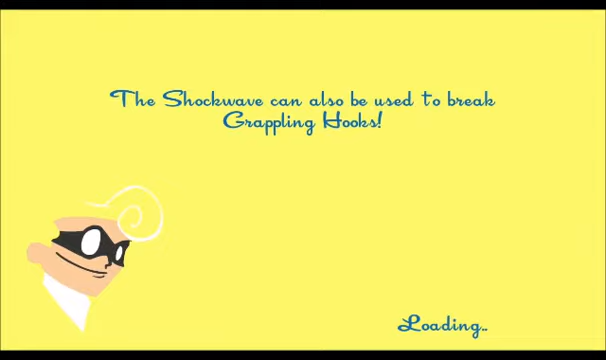 The Shockwave can also be used to break
Grappling Hooks!
Loading..